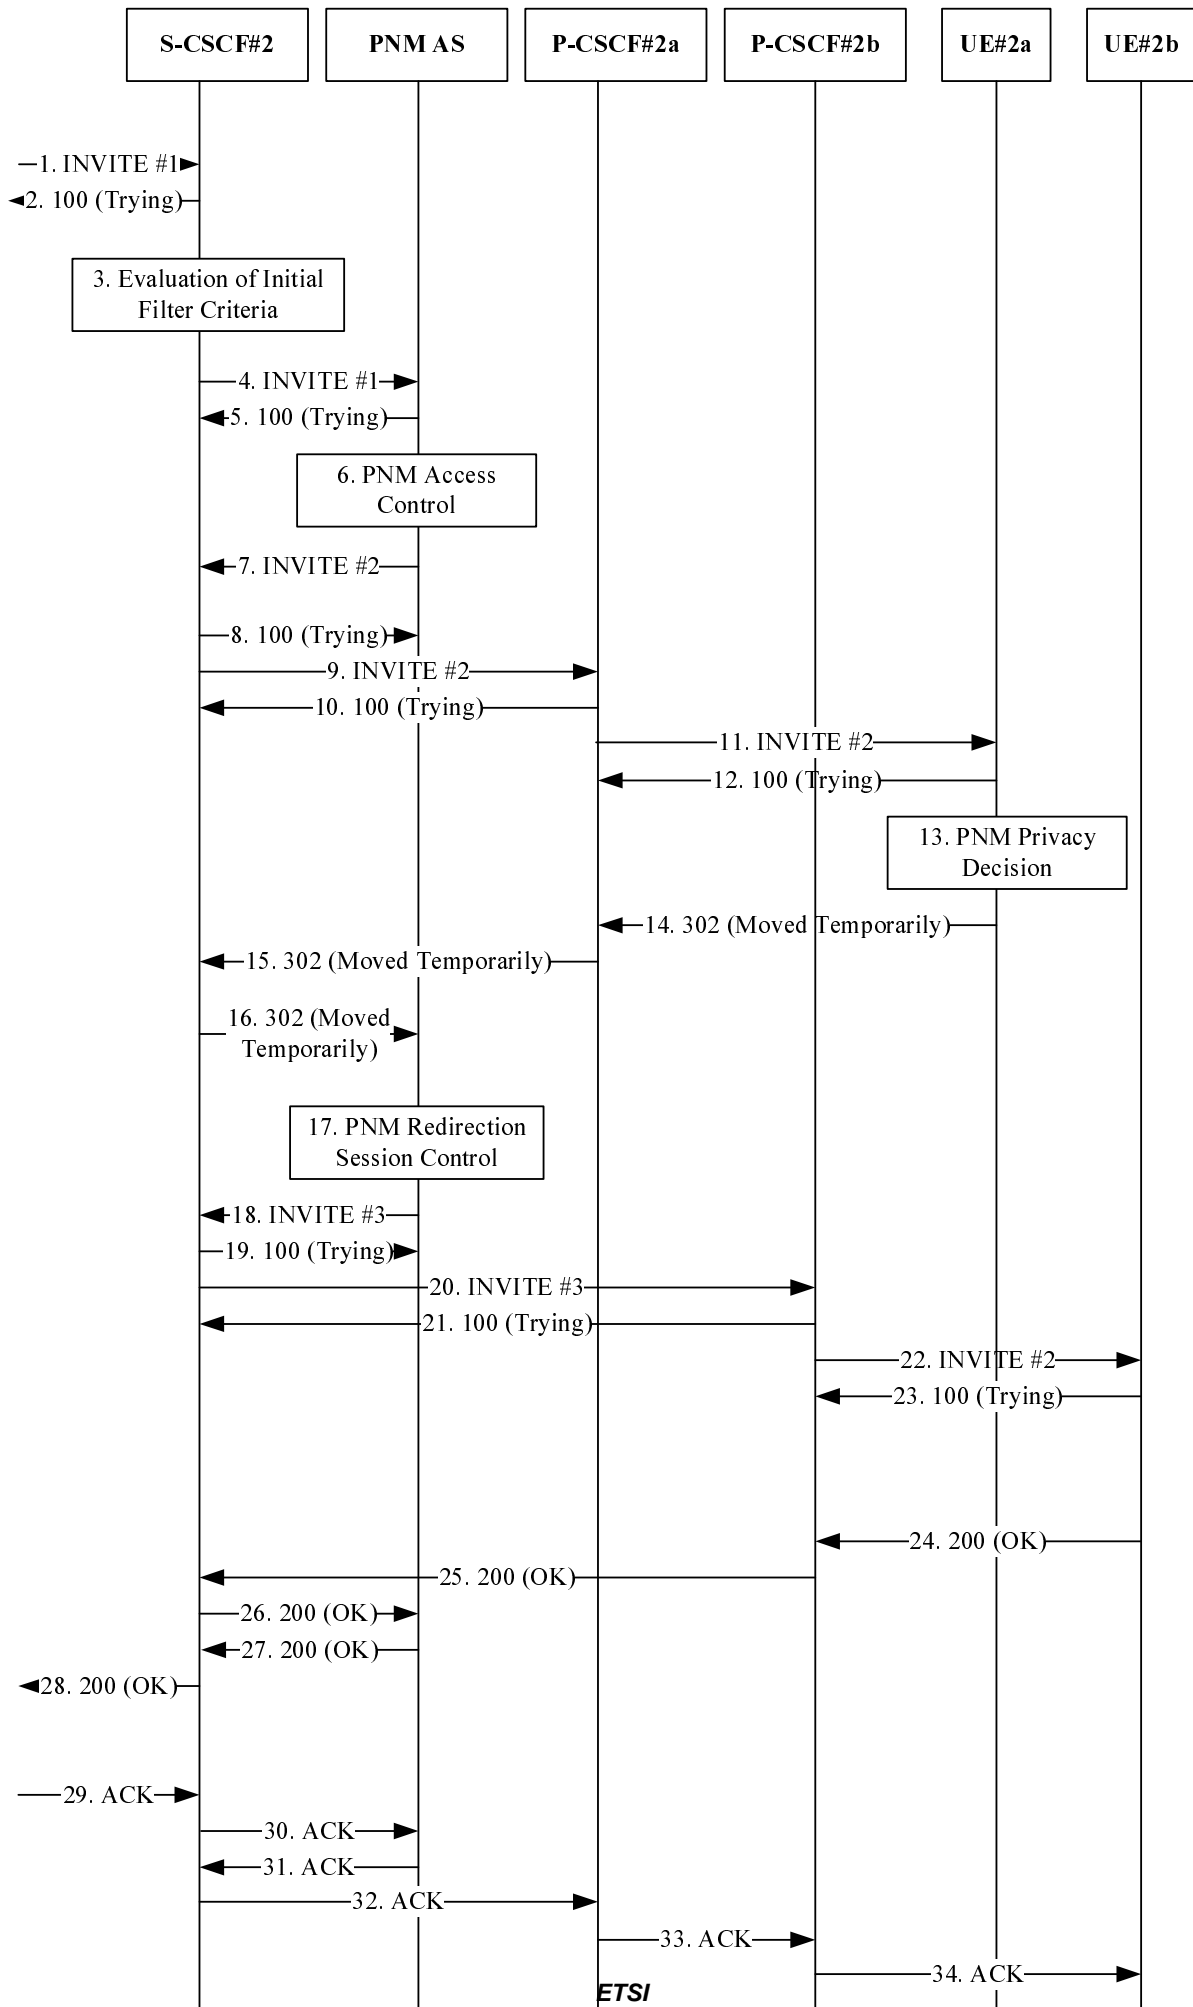 S-CSCF#2
PNM AS
P-CSCF#2a
P-CSCF#2b
UE#2a
UE#2b
1. INVITE #1
2. 100 (Trying)
3. Evaluation of Initial
Filter Criteria
4. INVITE #1
5. 100 (Trying)
6. PNM Access
Control
7. INVITE #2
8. 100 (Trying)
9. INVITE #2
10. 100 (Trying)
11. INVITE #2
12. 100 (Trying)
13. PNM Privacy
Decision
14. 302 (Moved Temporarily)
15. 302 (Moved Temporarily)
16. 302 (Moved
Temporarily)
17. PNM Redirection
Session Control
18. INVITE #3
19. 100 (Trying)
20. INVITE #3
21. 100 (Trying)
22. INVITE #2
23. 100 (Trying)
24. 200 (OK)
25. 200 (OK)
26. 200 (OK)
27. 200 (OK)
28. 200 (OK)
29. ACK
30. ACK
31. ACK
32. ACK
33. ACK
34. ACK
ETSI